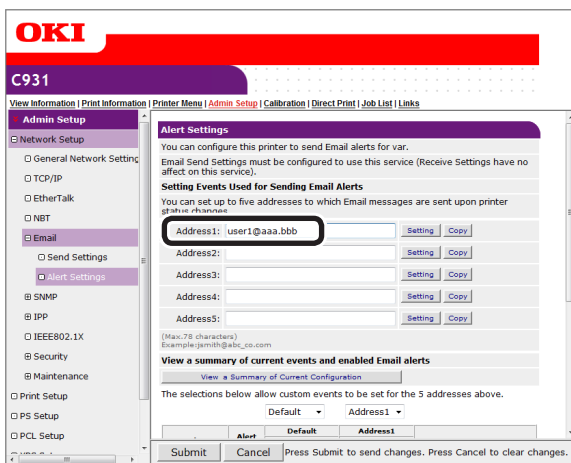 OKI
C931
View Information | Print Information | Printer Menu | Admin Setup | Calibration | Direct Print | Job List | Links
Admin Setup
Network Setup
General Network Setting
TCP/IP
EtherTalk
NBT
Email
Send Settings
Alert Settings
SNMP
IPP
IEEE802.1X
Security
Maintenance
Print Setup
PS Setup
PCL Setup
Alert Settings
You can configure this printer to send Email alerts for var.
Email Send Settings must be configured to use this service (Receive Settings have no
affect on this service).
Setting Events Used for Sending Email Alerts
You can set up to five addresses to which Email messages are sent upon printer
status changes
Address1: user1@aaa.bbb Setting Copy
Address2: Setting Copy
Address3: Setting Copy
Address4: Setting Copy
Address5: Setting Copy
(Max.78 characters)
Example:jsmith@abc_co.com
View a summary of current events and enabled Email alerts
View a Summary of Current Configuration
The selections below allow custom events to be set for the 5 addresses above.
Default Address1
Alert Default Address1
Submit Cancel Press Submit to send changes. Press Cancel to clear changes.